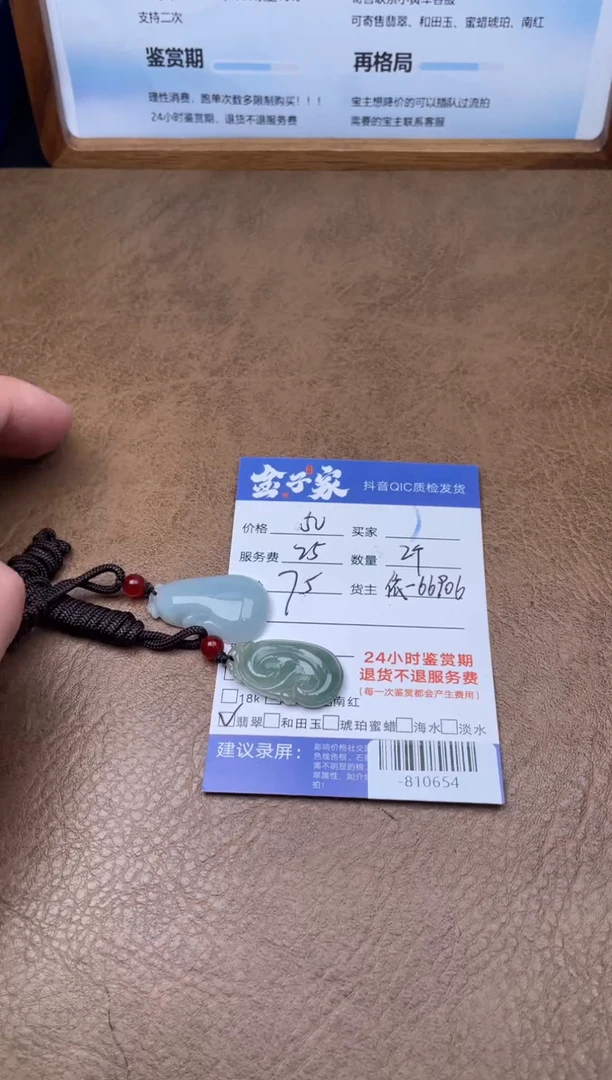 支持二次
可寄售翡翠、和田玉、蜜蜡琥珀、南红
鉴赏期
再格局
理性消费，跑单次数多限制购买！！！
宝主想降价的可以插队过流拍
24小时鉴赏期、退货不退服务费
需要的宝主联系客服
金子家 抖音QIC质检发货
价格 50 买家
服务费 25 数量 2件
75 货主 依-66906
24小时鉴赏期
退货不退服务费
(每一次鉴赏都会产生费用)
18k 南红
翡翠 和田玉 琥珀蜜蜡 海水 淡水
建议录屏：
-810654